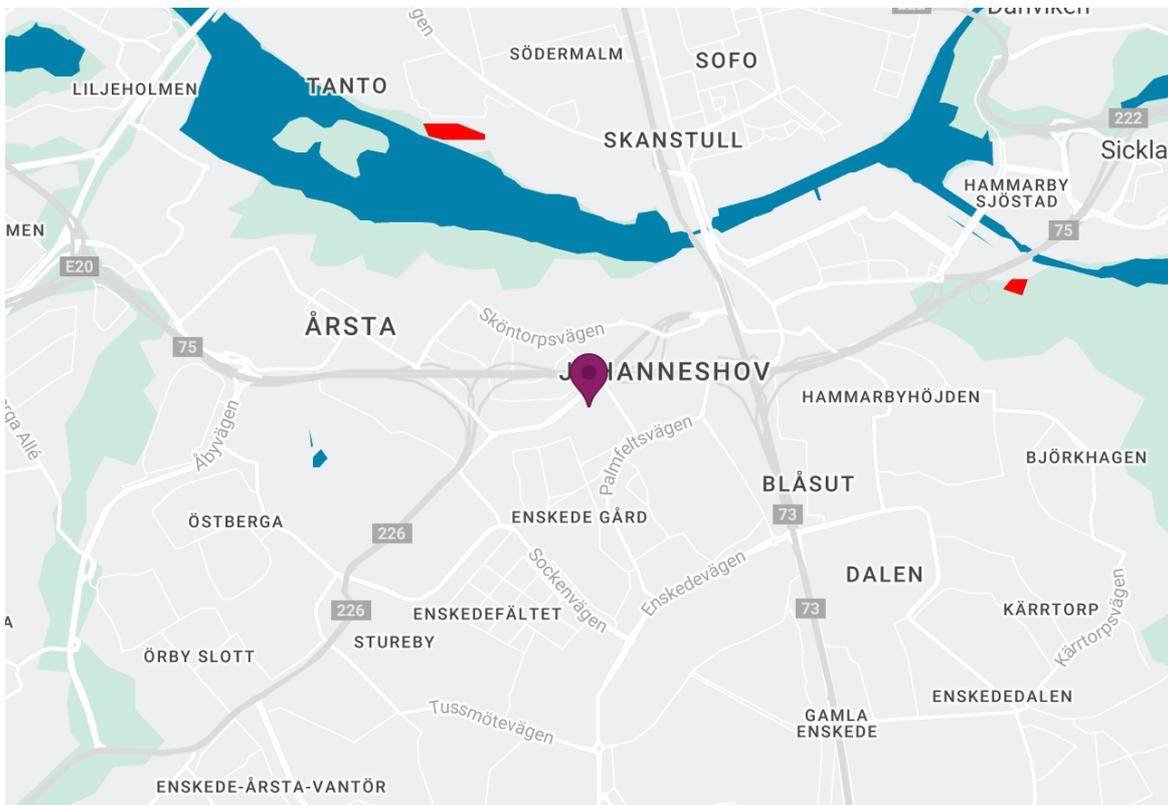 Danviken
SÖDERMALM
SOFO
LILJEHOLMEN
TANTO
222
SKANSTULL
Sickla
HAMMARBY
SJÖSTAD
MEN
75
E20
ÅRSTA
Sköntorpsvägen
75
JOHANNESHOV
HAMMARBYHÖJDEN
Åbyvägen
Palmfeltsvägen
BJÖRKHAGEN
BLÅSUT
ÖSTBERGA
ENSKEDE GÅRD
73
226
DALEN
Sockenvägen
Enskedevägen
226
ENSKEDEFÄLTET
73
KÄRRTORP
Kärrtorpsvägen
STUREBY
ÖRBY SLOTT
ENSKEDEDALEN
Tussmötevägen
GAMLA
ENSKEDE
ENSKEDE-ÅRSTA-VANTÖR